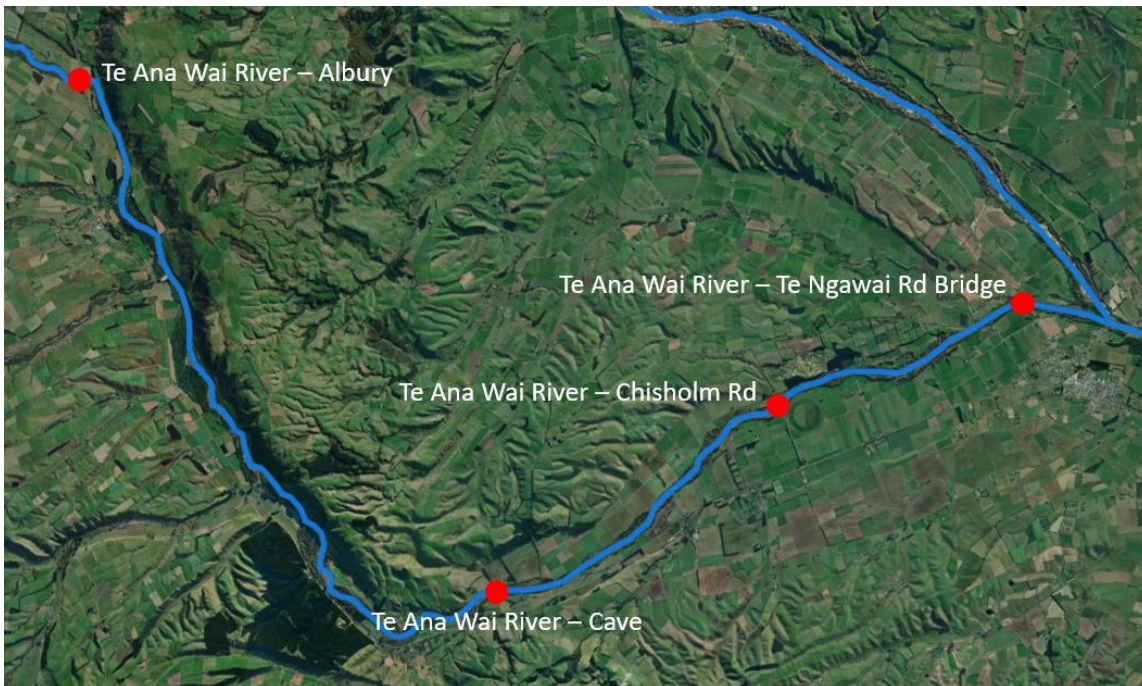 Te Ana Wai River – Albury
Te Ana Wai River – Te Ngawai Rd Bridge
Te Ana Wai River – Chisholm Rd
Te Ana Wai River – Cave